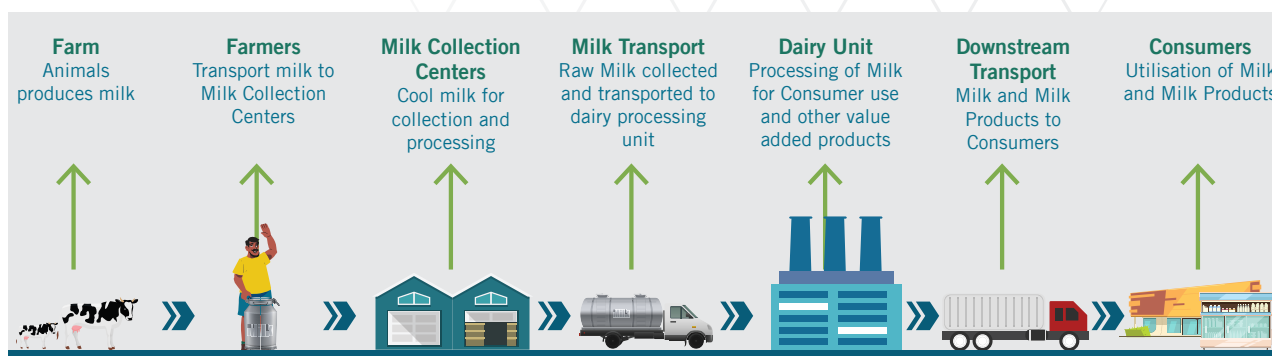 Farm
Animals
produces milk
Farmers
Transport milk to
Milk Collection
Centers
Milk Collection
Centers
Cool milk for
collection and
processing
Milk Transport
Raw Milk collected
and transported to
dairy processing
unit
Dairy Unit
Processing of Milk
for Consumer use
and other value
added products
Downstream
Transport
Milk and Milk
Products to
Consumers
Consumers
Utilisation of Milk
and Milk Products